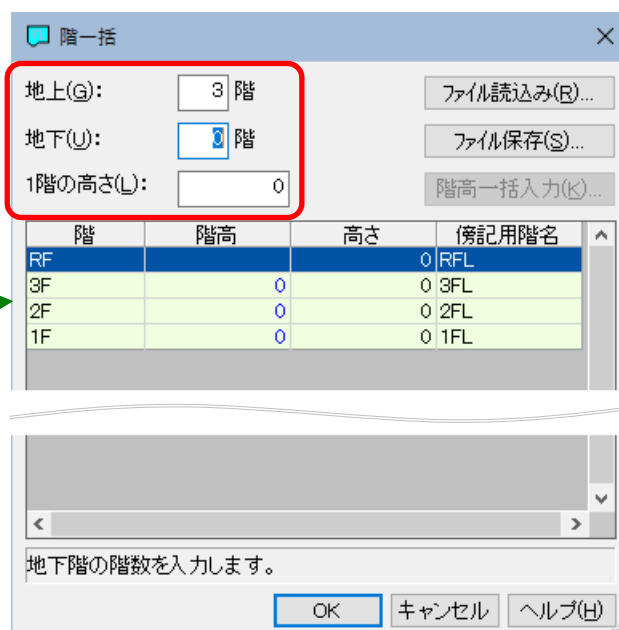 階一括
地上(G): 3 階 ファイル読込み(R)...
地下(U): 0 階 ファイル保存(S)...
1階の高さ(L): 0 階高一括入力(K)...
階 階高 高さ 傍記用階名
RF 0 RFL
3F 0 0 3FL
2F 0 0 2FL
1F 0 0 1FL
地下階の階数を入力します。
OK キャンセル ヘルプ(H)